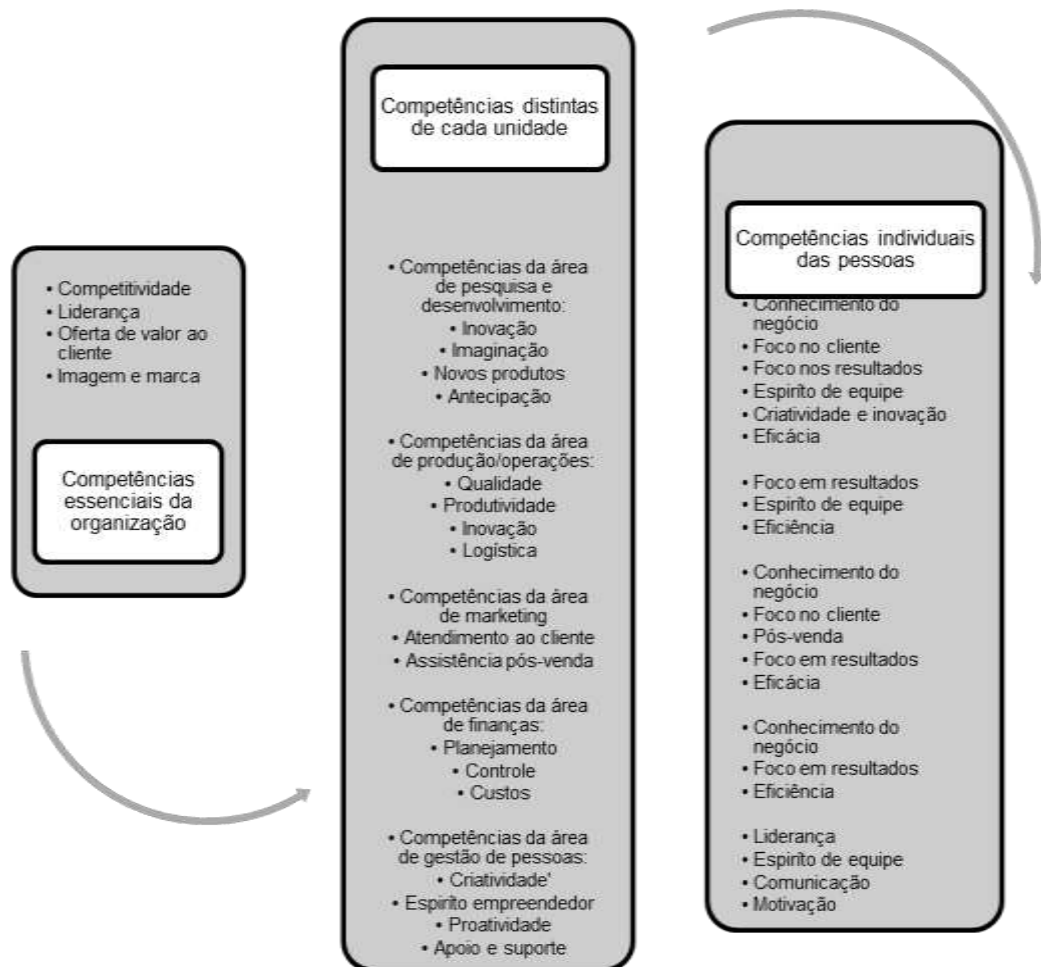 • Competitividade
• Liderança
• Oferta de valor ao
cliente
• Imagem e marca
Competências
essenciais da
organização
Competências distintas
de cada unidade
• Competências da área
de pesquisa e
desenvolvimento:
• Inovação
• Imaginação
• Novos produtos
• Antecipação
• Competências da área
de produção/operações:
• Qualidade
• Produtividade
• Inovação
• Logística
• Competências da área
de marketing
• Atendimento ao cliente
• Assistência pós-venda
• Competências da área
de finanças:
• Planejamento
• Controle
• Custos
• Competências da área
de gestão de pessoas:
• Criatividade'
• Espirito empreendedor
• Proatividade
• Apoio e suporte
Competências individuais
das pessoas
• Conhecimento do
negócio
• Foco no cliente
• Foco nos resultados
• Espiríto de equipe
• Criatividade e inovação
• Eficácia
• Foco em resultados
• Espiríto de equipe
• Eficiência
• Conhecimento do
negócio
• Foco no cliente
• Pós-venda
• Foco em resultados
• Eficácia
• Conhecimento do
negócio
• Foco em resultados
• Eficiência
• Liderança
• Espiríto de equipe
• Comunicação
• Motivação